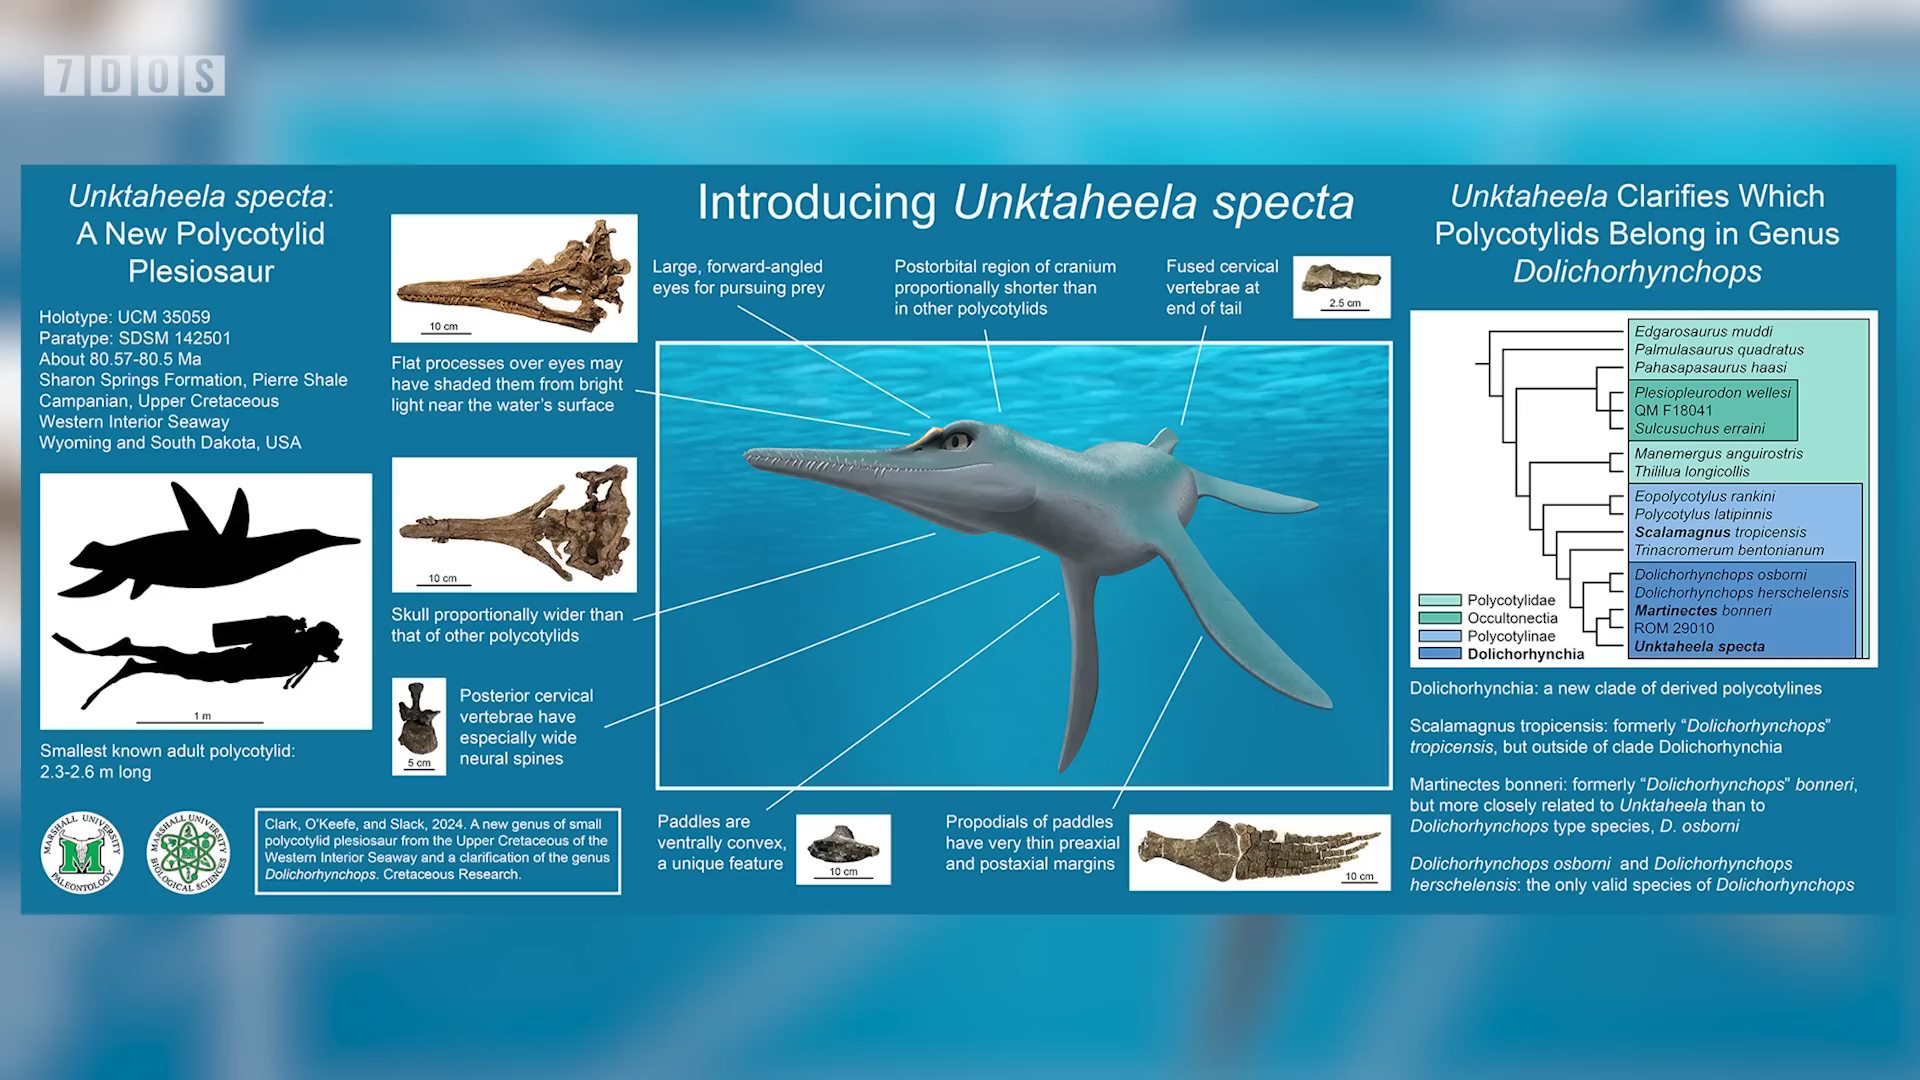 7DOS
Unktaheela specta:
A New Polycotylid
Plesiosaur
Holotype: UCM 35059
Paratype: SDSM 142501
About 80.57-80.5 Ma
Sharon Springs Formation, Pierre Shale
Campanian, Upper Cretaceous
Western Interior Seaway
Wyoming and South Dakota, USA
1 m
Smallest known adult polycotylid:
2.3-2.6 m long
MARSHALL UNIVERSITY
M
PALEONTOLOGY
MARSHALL UNIVERSITY
M
BIOLOGICAL SCIENCES
Clark, O'Keefe, and Slack, 2024. A new genus of small
polycotylid plesiosaur from the Upper Cretaceous of the
Western Interior Seaway and a clarification of the genus
Dolichorhynchops. Cretaceous Research.
10 cm
Flat processes over eyes may
have shaded them from bright
light near the water's surface
10 cm
Skull proportionally wider than
that of other polycotylids
5 cm
Posterior cervical
vertebrae have
especially wide
neural spines
Introducing Unktaheela specta
Large, forward-angled
eyes for pursuing prey
Postorbital region of cranium
proportionally shorter than
in other polycotylids
Fused cervical
vertebrae at
end of tail
2.5 cm
Paddles are
ventrally convex,
a unique feature
10 cm
Propodials of paddles
have very thin preaxial
and postaxial margins
10 cm
Unktaheela Clarifies Which
Polycotylids Belong in Genus
Dolichorhynchops
Edgarosaurus muddi
Palmulasaurus quadratus
Pahasapasaurus haasi
Plesiopleurodon wellesi
QM F18041
Sulcusuchus erraini
Manemergus anguirostris
Thililua longicollis
Eopolycotylus rankini
Polycotylus latipinnis
Scalamagnus tropicensis
Trinacromerum bentonianum
Dolichorhynchops osborni
Dolichorhynchops herschelensis
Martinectes bonneri
ROM 29010
Unktaheela specta
Polycotylidae
Occultonectia
Polycotylinae
Dolichorhynchia
Dolichorhynchia: a new clade of derived polycotylines
Scalamagnus tropicensis: formerly "Dolichorhynchops"
tropicensis, but outside of clade Dolichorhynchia
Martinectes bonneri: formerly "Dolichorhynchops" bonneri,
but more closely related to Unktaheela than to
Dolichorhynchops type species, D. osborni
Dolichorhynchops osborni and Dolichorhynchops
herschelensis: the only valid species of Dolichorhynchops